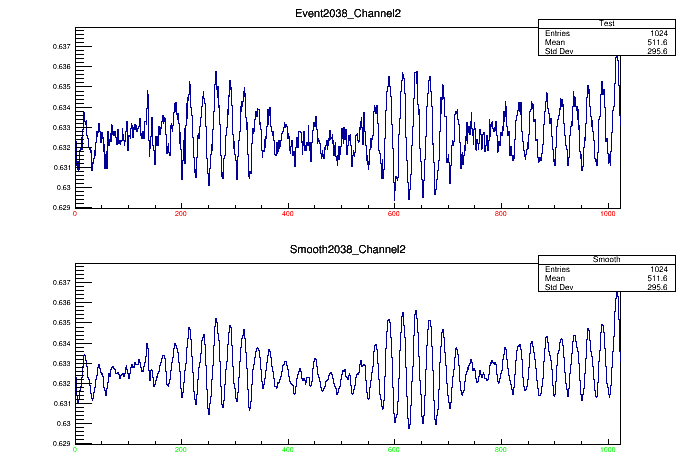 Event2038_Channel2
Test
Entries 1024
Mean 511.6
Std Dev 295.6
0.637
0.636
0.635
0.634
0.633
0.632
0.631
0.63
0.629
0 200 400 600 800 1000
Smooth2038_Channel2
Smooth
Entries 1024
Mean 511.6
Std Dev 295.6
0.637
0.636
0.635
0.634
0.633
0.632
0.631
0.63
0.629
0 200 400 600 800 1000